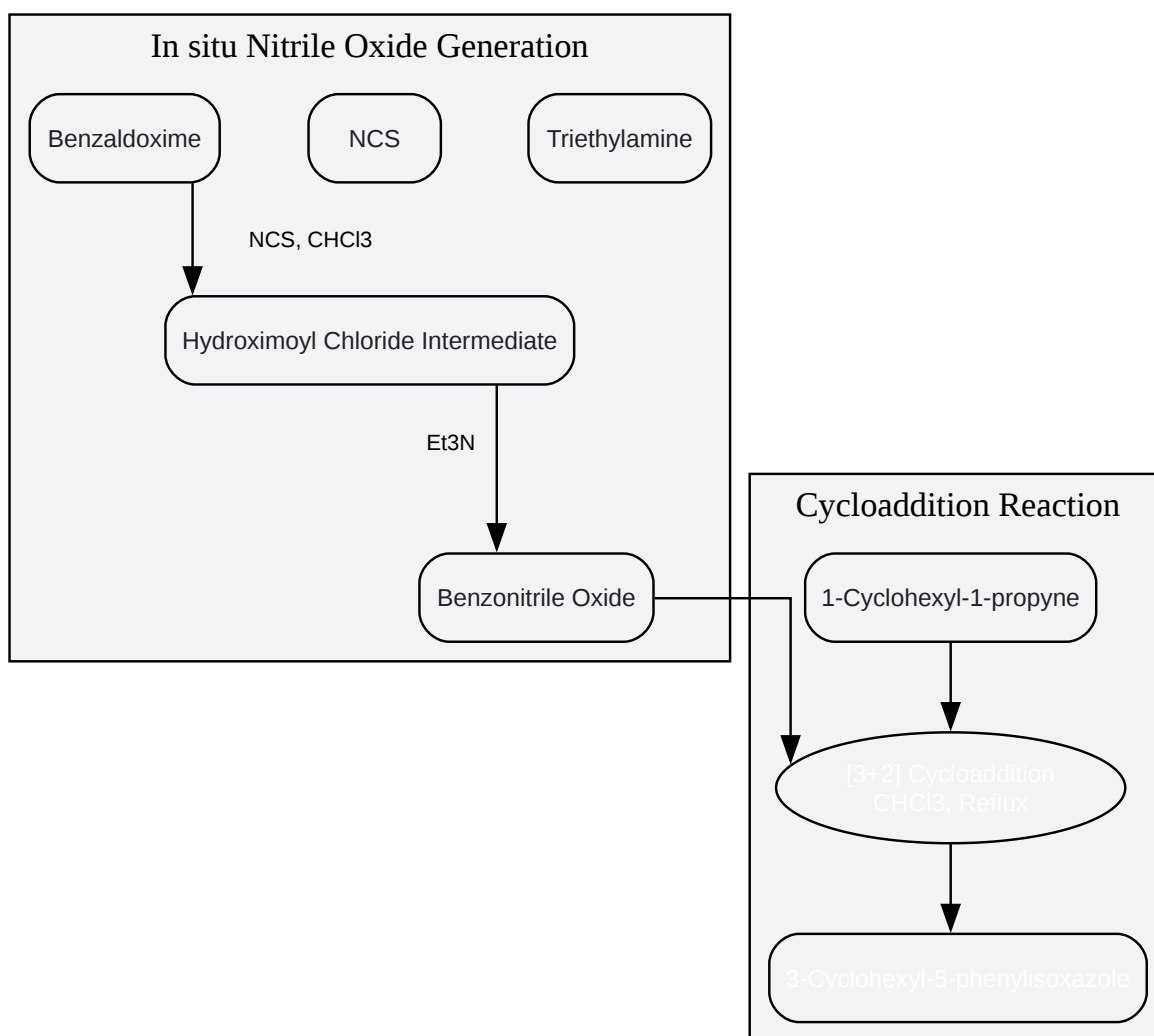 In situ Nitrile Oxide Generation
Benzaldoxime
NCS
Triethylamine
NCS, CHCl3
Hydroximoyl Chloride Intermediate
Et3N
Benzonitrile Oxide
Cycloaddition Reaction
1-Cyclohexyl-1-propyne
[3+2] Cycloaddition
CHCl3, Reflux
3-Cyclohexyl-5-phenylisoxazole